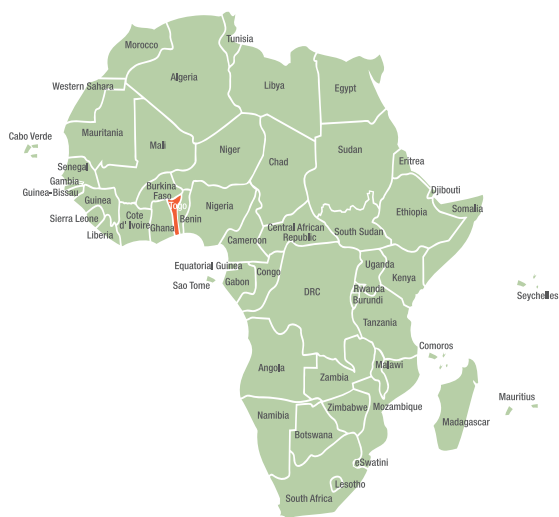 Tunisia
Morocco
Algeria
Libya
Egypt
Western Sahara
Mauritania
Mali
Niger
Chad
Sudan
Eritrea
Cabo Verde
Senegal
Gambia
Guinea-Bissau
Guinea
Sierra Leone
Liberia
Cote
d' Ivoire
Burkina
Faso
Ghana
Togo
Benin
Nigeria
Cameroon
Central African
Republic
South Sudan
Ethiopia
Djibouti
Somalia
Equatorial Guinea
Sao Tome
Gabon
Congo
DRC
Uganda
Kenya
Rwanda
Burundi
Tanzania
Seychelles
Comoros
Angola
Zambia
Malawi
Mozambique
Mauritius
Madagascar
Namibia
Zimbabwe
Botswana
eSwatini
Lesotho
South Africa